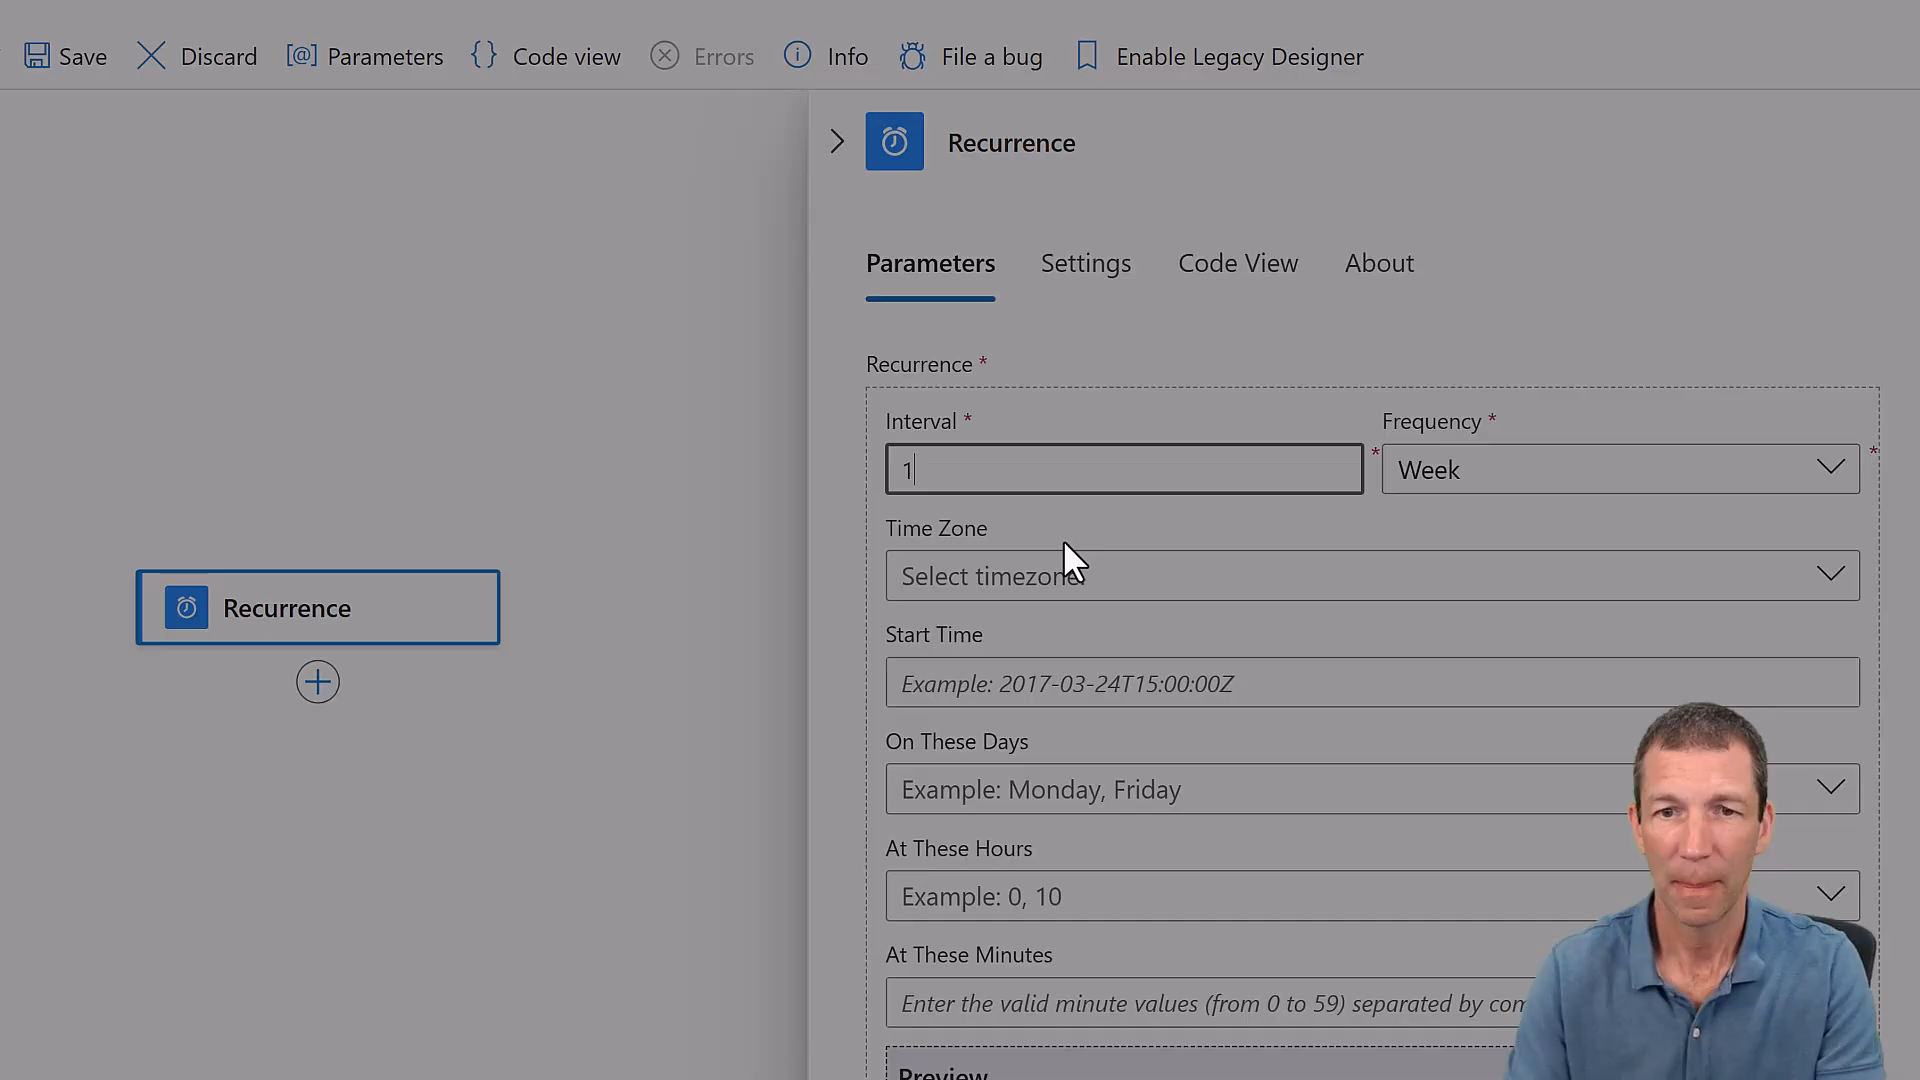 Save Discard Parameters Code view Errors Info File a bug Enable Legacy Designer
Recurrence
Parameters Settings Code View About
Recurrence *
Interval * Frequency *
1 * Week *
Time Zone
Select timezone.
Start Time
Example: 2017-03-24T15:00:00Z
On These Days
Example: Monday, Friday
At These Hours
Example: 0, 10
At These Minutes
Enter the valid minute values (from 0 to 59) separated by com
Preview
Recurrence